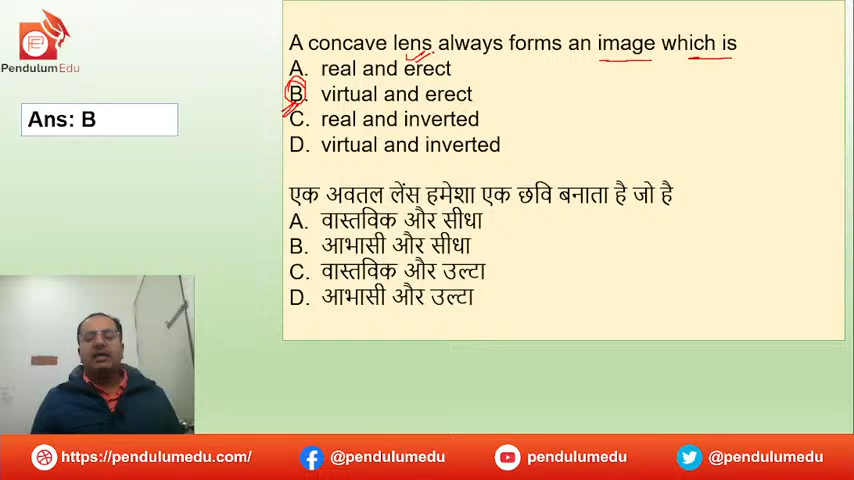 PendulumEdu
Ans: B
A concave lens always forms an image which is
A. real and erect
B. virtual and erect
C. real and inverted
D. virtual and inverted
एक अवतल लेंस हमेशा एक छवि बनाता है जो है
A. वास्तविक और सीधा
B. आभासी और सीधा
C. वास्तविक और उल्टा
D. आभासी और उल्टा
https://pendulumedu.com/ @pendulumedu pendulumedu @pendulumedu